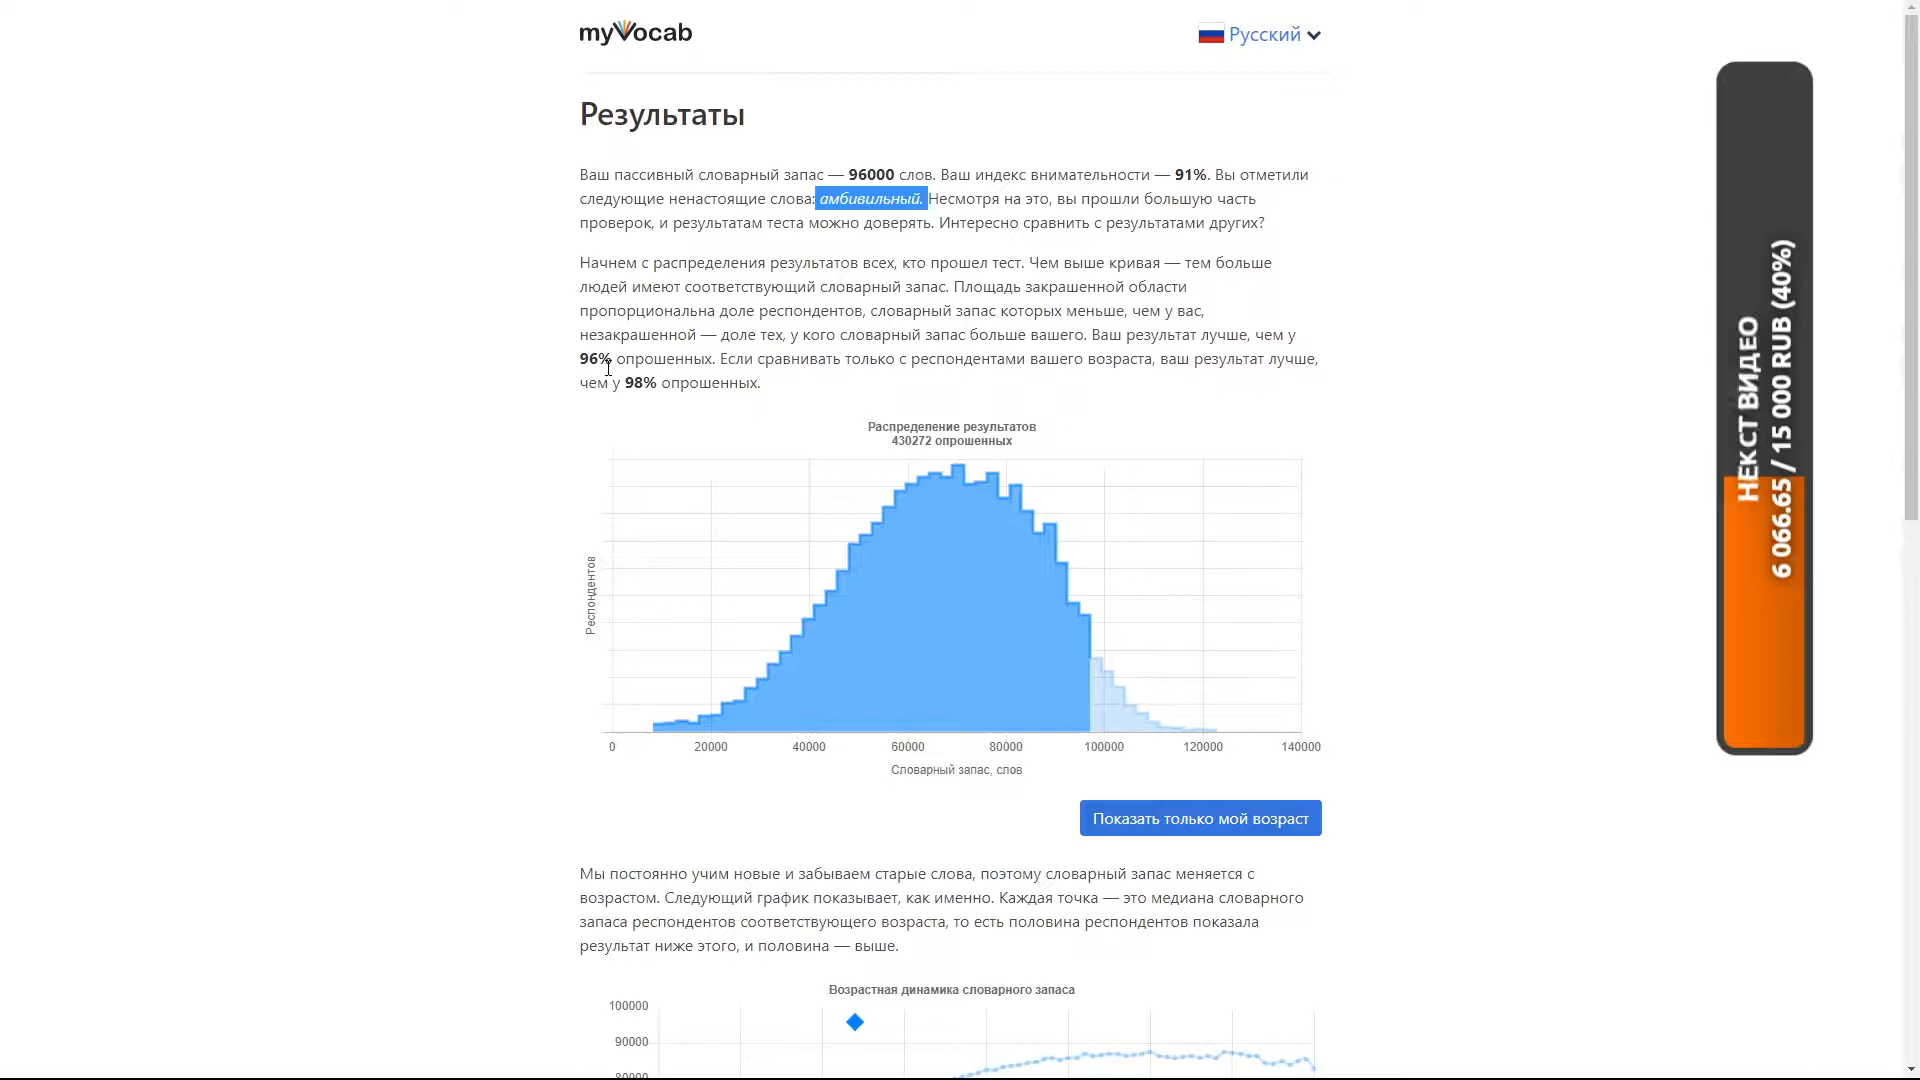 myVocab
Русский
Результаты
Ваш пассивный словарный запас — 96000 слов. Ваш индекс внимательности — 91%. Вы отметили
следующие ненастоящие слова: амбивильный. Несмотря на это, вы прошли большую часть
проверок, и результатам теста можно доверять. Интересно сравнить с результатами других?
Начнем с распределения результатов всех, кто прошел тест. Чем выше кривая — тем больше
людей имеют соответствующий словарный запас. Площадь закрашенной области
пропорциональна доле респондентов, словарный запас которых меньше, чем у вас,
незакрашенной — доле тех, у кого словарный запас больше вашего. Ваш результат лучше, чем у
96% опрошенных. Если сравнивать только с респондентами вашего возраста, ваш результат лучше,
чем у 98% опрошенных.
Распределение результатов
430272 опрошенных
Респондентов
0 20000 40000 60000 80000 100000 120000 140000
Словарный запас, слов
Показать только мой возраст
Мы постоянно учим новые и забываем старые слова, поэтому словарный запас меняется с
возрастом. Следующий график показывает, как именно. Каждая точка — это медиана словарного
запаса респондентов соответствующего возраста, то есть половина респондентов показала
результат ниже этого, и половина — выше.
Возрастная динамика словарного запаса
100000
90000
80000
НЕКСТ ВИДЕО
6 066.65 / 15 000 RUB (40%)